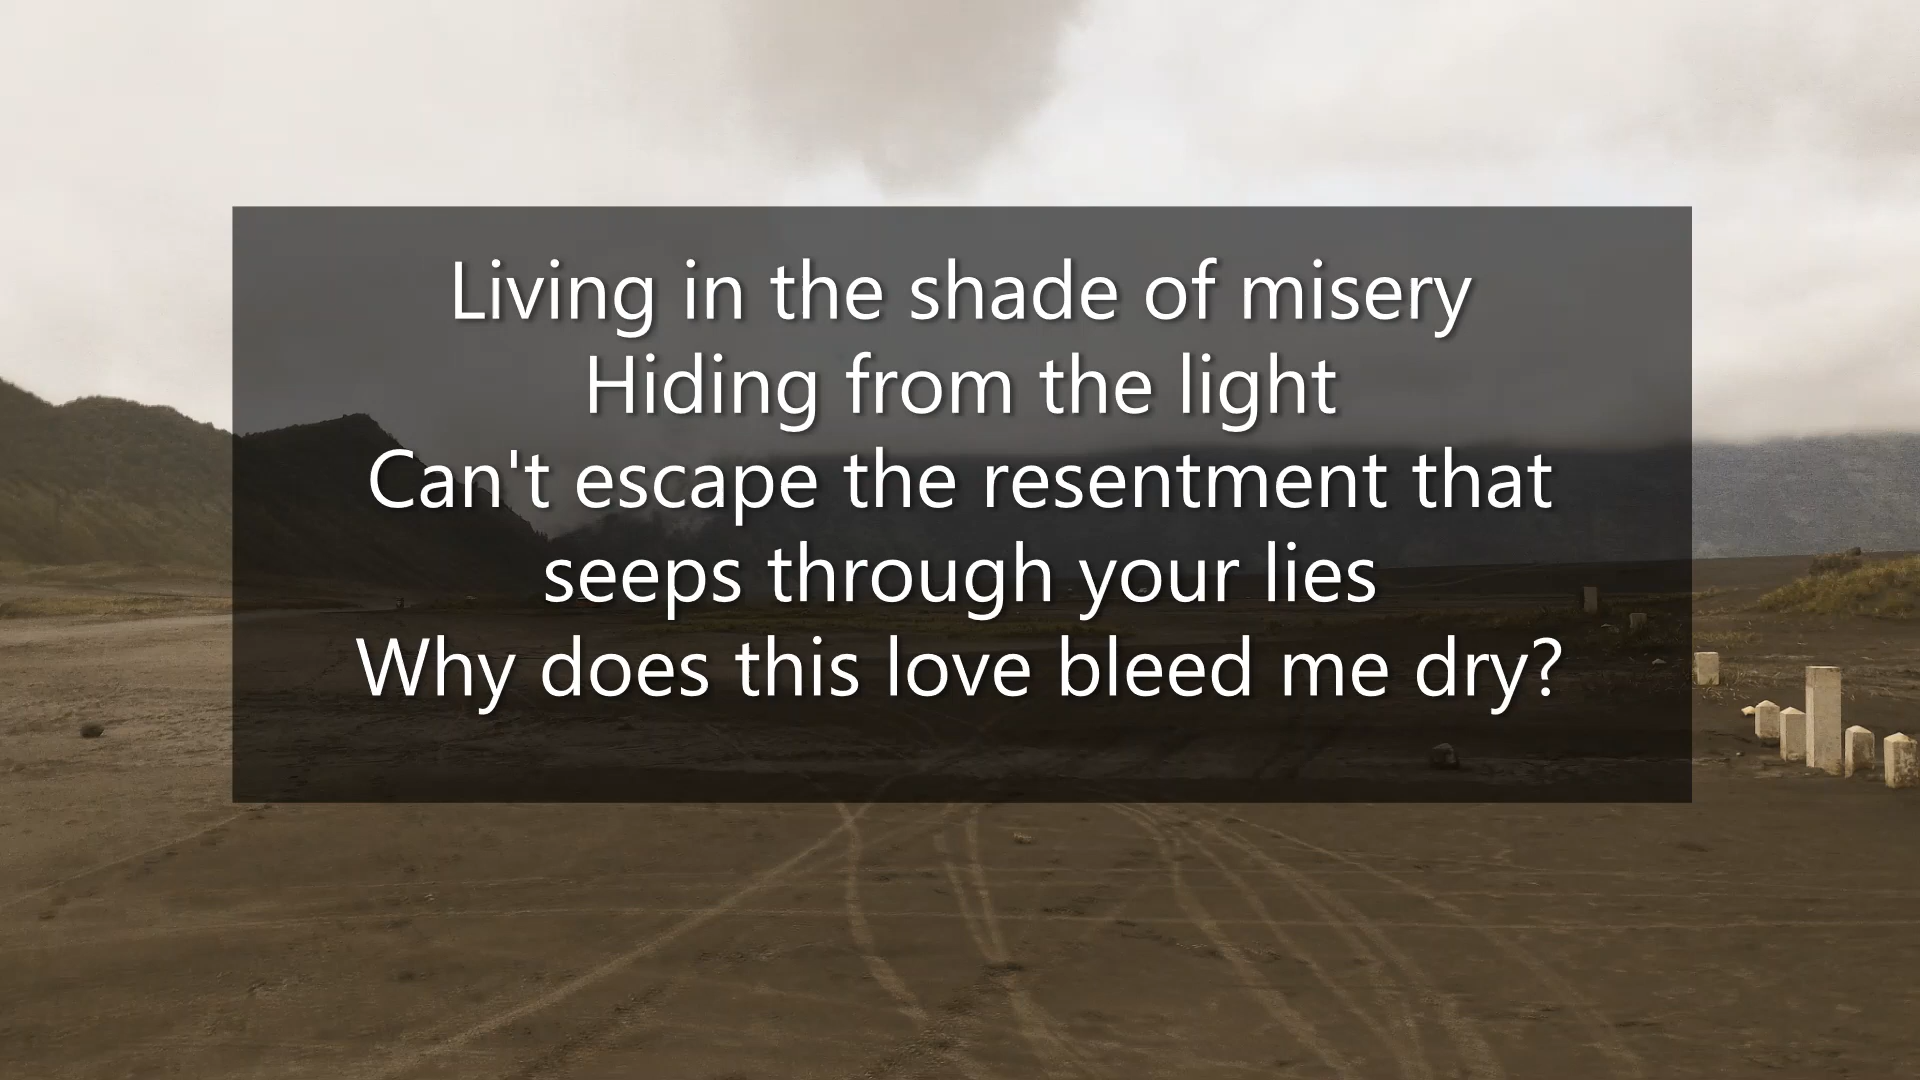 Living in the shade of misery
Hiding from the light
Can't escape the resentment that
seeps through your lies
Why does this love bleed me dry?